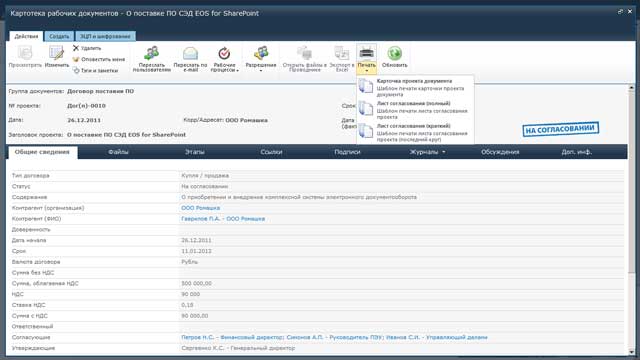 Картотека рабочих документов - О поставке ПО СЭД EOS for SharePoint
Действия Создать ЭЦП и шифрование
Просмотреть
Изменить
Удалить
Оповестить меня
Тэги и заметки
Переслать пользователям
Переслать по e-mail
Рабочие процессы
Разрешения
Открыть файлы в Проводнике
Экспорт в Excel
Печать
Обновить
Карточка проекта документа
Шаблон печати карточки проекта документа
Лист согласования (полный)
Шаблон печати листа согласования проекта
Лист согласования (краткий)
Шаблон печати листа согласования проекта (последний круг)
Группа документов: Договор поставки ПО
№ проекта: Дог(п)-0010
Срок
Дата: 26.12.2011 Корр/Адресат: ООО Ромашка
Дата (факт
Заголовок проекта: О поставке ПО СЭД EOS for SharePoint
НА СОГЛАСОВАНИИ
Общие сведения Файлы Этапы Ссылки Подписи Журналы Обсуждения Доп. инф.
Тип договора Купля / продажа
Статус На согласовании
Содержание О приобретении и внедрении комплексной системы электронного документооборота
Контрагент (организация) ООО Ромашка
Контрагент (ФИО) Гаврилов П.А. - ООО Ромашка
Доверенность
Дата начала 26.12.2011
Срок 11.01.2012
Валюта договора Рубль
Сумма без НДС
Сумма, облагаемая НДС 500 000,00
НДС 90 000
Ставка НДС 0,18
Сумма с НДС 90 000,00
Ответственный
Согласующие Петров Н.С. - Финансовый директор; Симонов А.П. - Руководитель ПЭУ; Иванов С.И. - Управляющий делами
Утверждающие Сергеенко К.С. - Генеральный директор